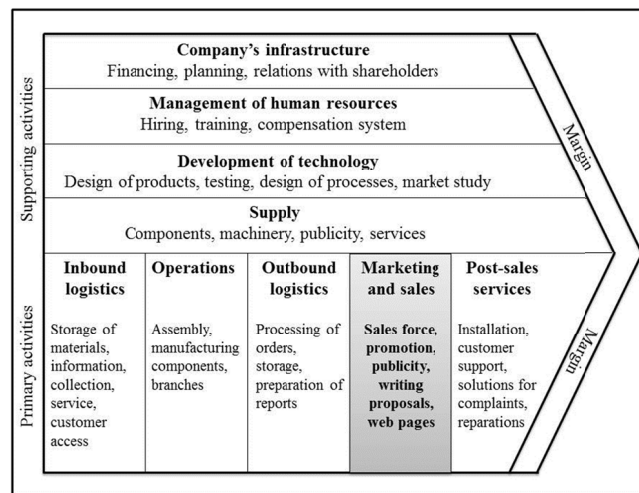 Supporting activities
Company's infrastructure
Financing, planning, relations with shareholders
Management of human resources
Hiring, training, compensation system
Development of technology
Design of products, testing, design of processes, market study
Supply
Components, machinery, publicity, services
Margin
Primary activities
Inbound
logistics
Storage of
materials,
information,
collection,
service,
customer
access
Operations
Assembly,
manufacturing
components,
branches
Outbound
logistics
Processing of
orders,
storage,
preparation of
reports
Marketing
and sales
Sales force,
promotion,
publicity,
writing
proposals,
web pages
Post-sales
services
Installation,
customer
support,
solutions for
complaints,
reparations
Margin